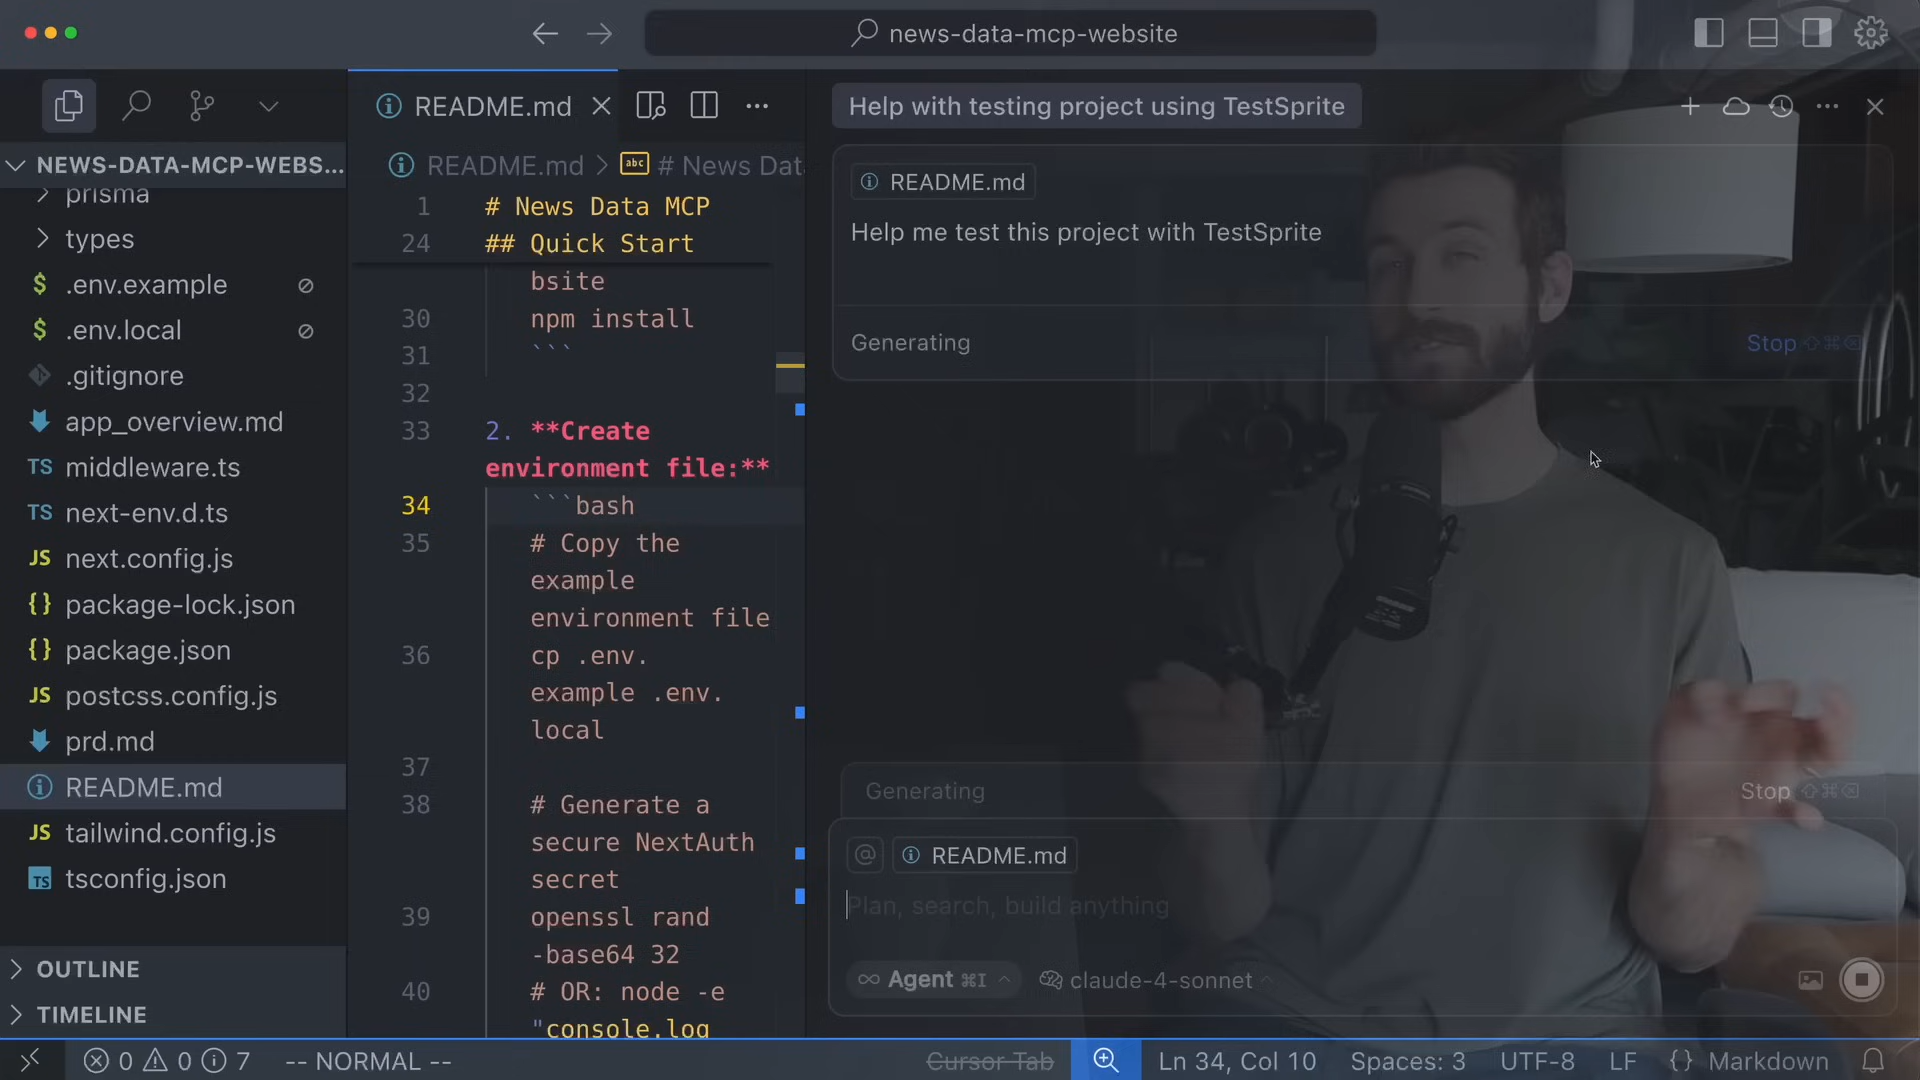 news-data-mcp-website
NEWS-DATA-MCP-WEBS...
prisma
types
$ .env.example
$ .env.local
.gitignore
app_overview.md
TS middleware.ts
TS next-env.d.ts
JS next.config.js
{} package-lock.json
{} package.json
JS postcss.config.js
prd.md
README.md
JS tailwind.config.js
TS tsconfig.json
OUTLINE
TIMELINE
README.md
README.md > abc # News Dat
1 # News Data MCP
24 ## Quick Start
bsite
30 npm install
31 ```
32
33 2. **Create
environment file:**
34 ```bash
35 # Copy the
example
environment file
36 cp .env.
example .env.
local
37
38 # Generate a
secure NextAuth
secret
39 openssl rand
-base64 32
40 # OR: node -e
"console.log
Help with testing project using TestSprite
README.md
Help me test this project with TestSprite
Generating
Stop ⇧⌘⌫
Generating
Stop ⇧⌘⌫
@ README.md
Plan, search, build anything
∞ Agent ⌘I
claude-4-sonnet
0 0 7 -- NORMAL --
Cursor Tab
Ln 34, Col 10
Spaces: 3
UTF-8
LF
{} Markdown